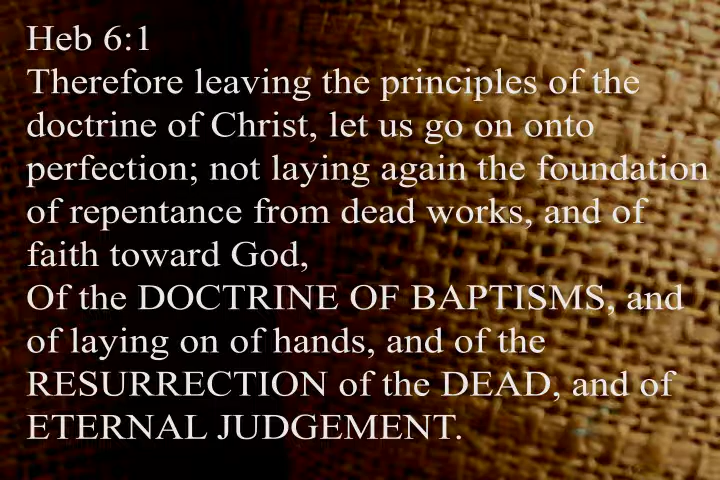 Heb 6:1
Therefore leaving the principles of the
doctrine of Christ, let us go on onto
perfection; not laying again the foundation
of repentance from dead works, and of
faith toward God,
Of the DOCTRINE OF BAPTISMS, and
of laying on of hands, and of the
RESURRECTION of the DEAD, and of
ETERNAL JUDGEMENT.